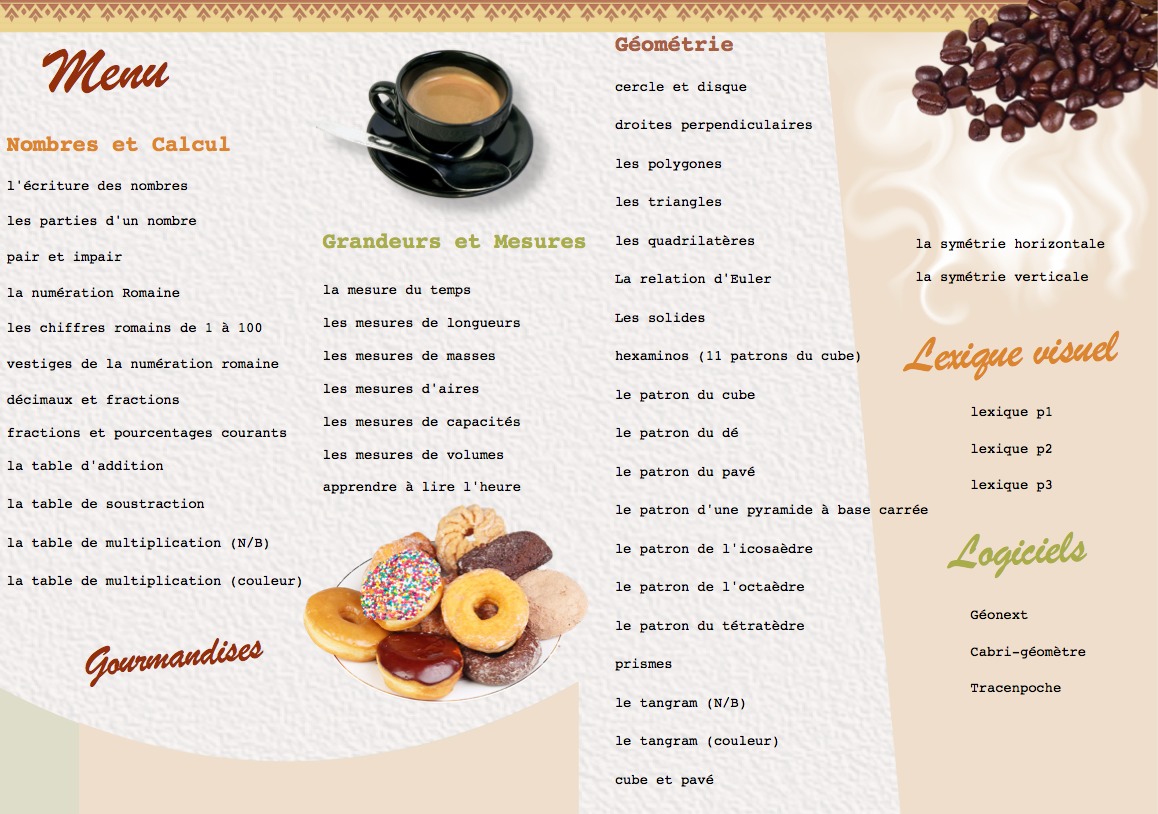 Menu
Nombres et Calcul
l'écriture des nombres
les parties d'un nombre
pair et impair
la numération Romaine
les chiffres romains de 1 à 100
vestiges de la numération romaine
décimaux et fractions
fractions et pourcentages courants
la table d'addition
la table de soustraction
la table de multiplication (N/B)
la table de multiplication (couleur)
Gourmandises
Grandeurs et Mesures
la mesure du temps
les mesures de longueurs
les mesures de masses
les mesures d'aires
les mesures de capacités
les mesures de volumes
apprendre à lire l'heure
Géométrie
cercle et disque
droites perpendiculaires
les polygones
les triangles
les quadrilatères
La relation d'Euler
Les solides
hexaminos (11 patrons du cube)
le patron du cube
le patron du dé
le patron du pavé
le patron d'une pyramide à base carrée
le patron de l'icosaèdre
le patron de l'octaèdre
le patron du tétratèdre
prismes
le tangram (N/B)
le tangram (couleur)
cube et pavé
la symétrie horizontale
la symétrie verticale
Lexique visuel
lexique p1
lexique p2
lexique p3
Logiciels
Géonext
Cabri-géomètre
Tracenpoche